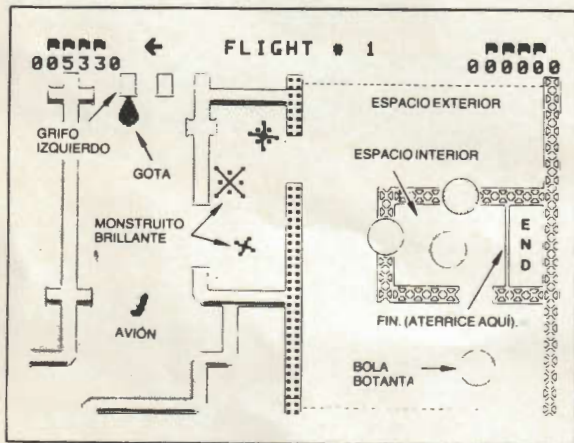 FLIGHT # 1
005330
000000
GRIFO
IZQUIERDO
GOTA
ESPACIO EXTERIOR
ESPACIO INTERIOR
MONSTRUITO
BRILLANTE
END
AVIÓN
FIN. (ATERRICE AQUÍ).
BOLA
BOTANTA